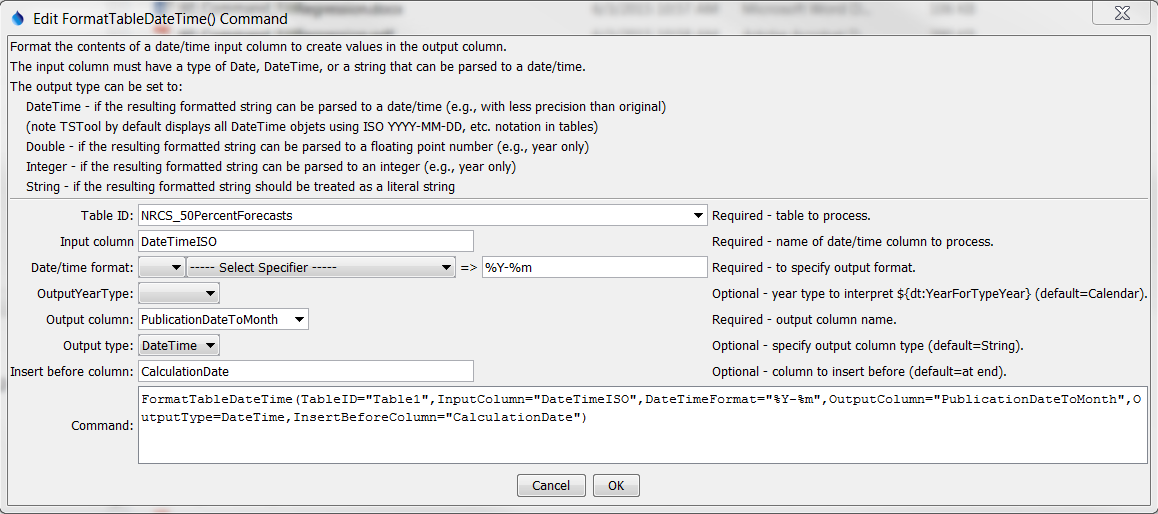 Edit FormatTableDateTime() Command
Format the contents of a date/time input column to create values in the output column.
The input column must have a type of Date, DateTime, or a string that can be parsed to a date/time.
The output type can be set to:
DateTime - if the resulting formatted string can be parsed to a date/time (e.g., with less precision than original)
(note TSTool by default displays all DateTime objets using ISO YYYY-MM-DD, etc. notation in tables)
Double - if the resulting formatted string can be parsed to a floating point number (e.g., year only)
Integer - if the resulting formatted string can be parsed to an integer (e.g., year only)
String - if the resulting formatted string should be treated as a literal string
Table ID: NRCS_50PercentForecasts Required - table to process.
Input column DateTimeISO Required - name of date/time column to process.
Date/time format: ----- Select Specifier ----- => %Y-%m Required - to specify output format.
OutputYearType: Optional - year type to interpret ${dt:YearForTypeYear} (default=Calendar).
Output column: PublicationDateToMonth Required - output column name.
Output type: DateTime Optional - specify output column type (default=String).
Insert before column: CalculationDate Optional - column to insert before (default=at end).
Command: FormatTableDateTime(TableID="Table1",InputColumn="DateTimeISO",DateTimeFormat="%Y-%m",OutputColumn="PublicationDateToMonth",O
utputType=DateTime,InsertBeforeColumn="CalculationDate")
Cancel OK